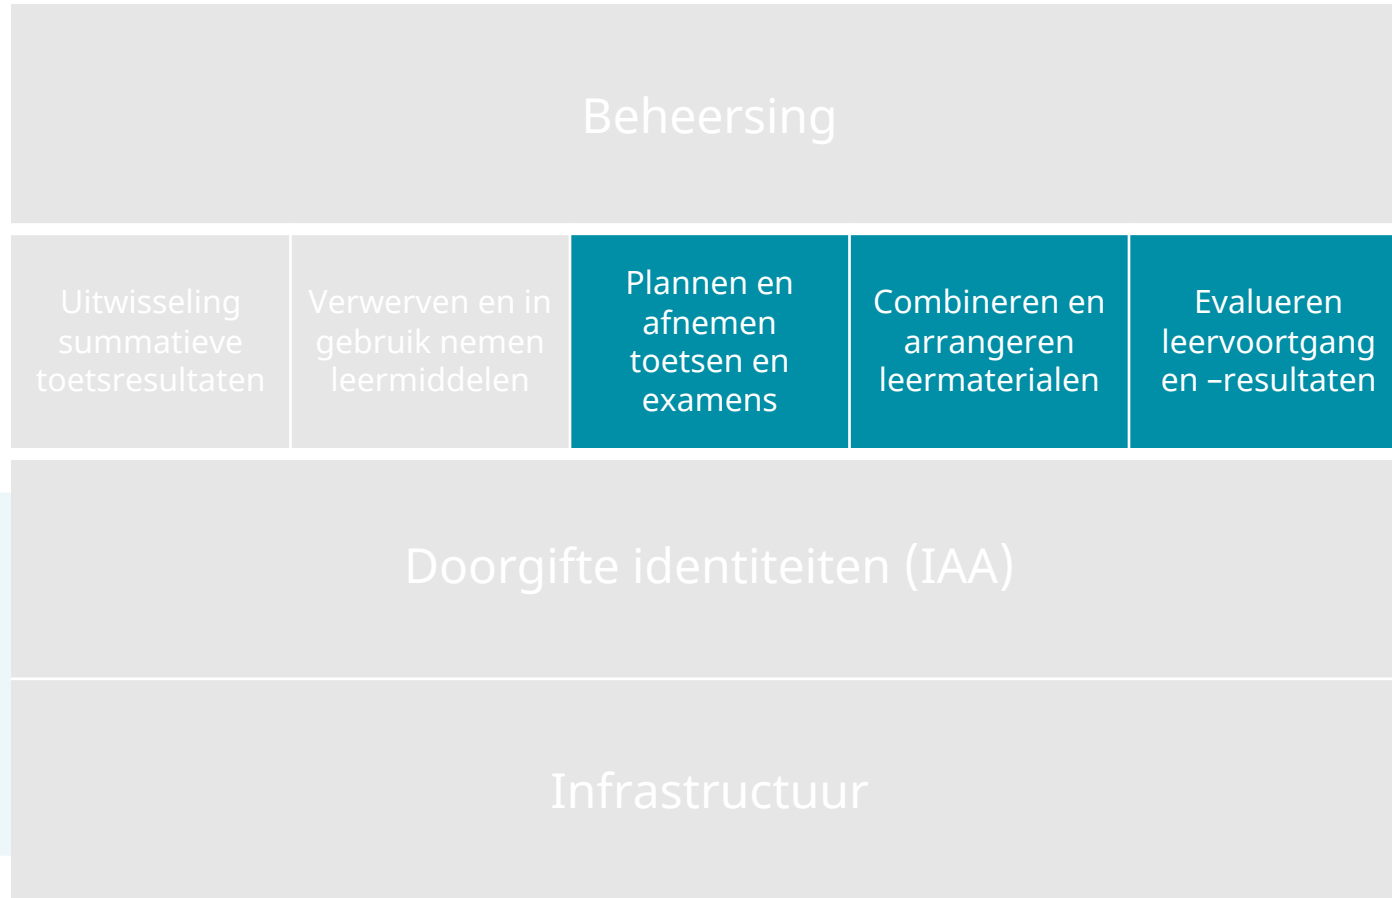 Beheersing
Uitwisseling
summatieve
toetsresultaten
Verwerven en in
gebruik nemen
leermiddelen
Plannen en
afnemen
toetsen en
examens
Combineren en
arrangeren
leermaterialen
Evalueren
leervoortgang
en –resultaten
Doorgifte identiteiten (IAA)
Infrastructuur